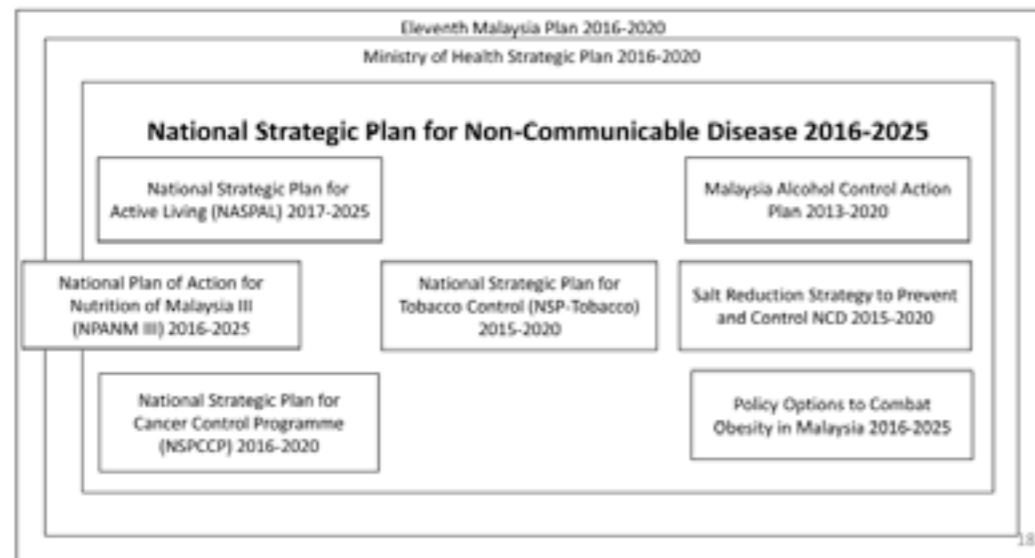 Eleventh Malaysia Plan 2016-2020
Ministry of Health Strategic Plan 2016-2020
National Strategic Plan for Non-Communicable Disease 2016-2025
National Strategic Plan for
Active Living (NASPAL) 2017-2025
Malaysia Alcohol Control Action
Plan 2013-2020
National Plan of Action for
Nutrition of Malaysia III
(NPANM III) 2016-2025
National Strategic Plan for
Tobacco Control (NSP-Tobacco)
2015-2020
Salt Reduction Strategy to Prevent
and Control NCD 2015-2020
National Strategic Plan for
Cancer Control Programme
(NSPCCP) 2016-2020
Policy Options to Combat
Obesity in Malaysia 2016-2025
18